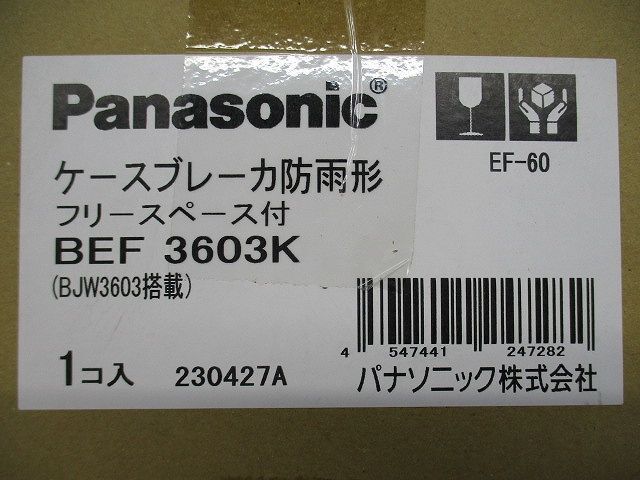 Panasonic®
EF-60
ケースブレーカ防雨形
フリースペース付
BEF 3603K
(BJW3603搭載)
4 547441 247282
1コ入 230427A パナソニック株式会社